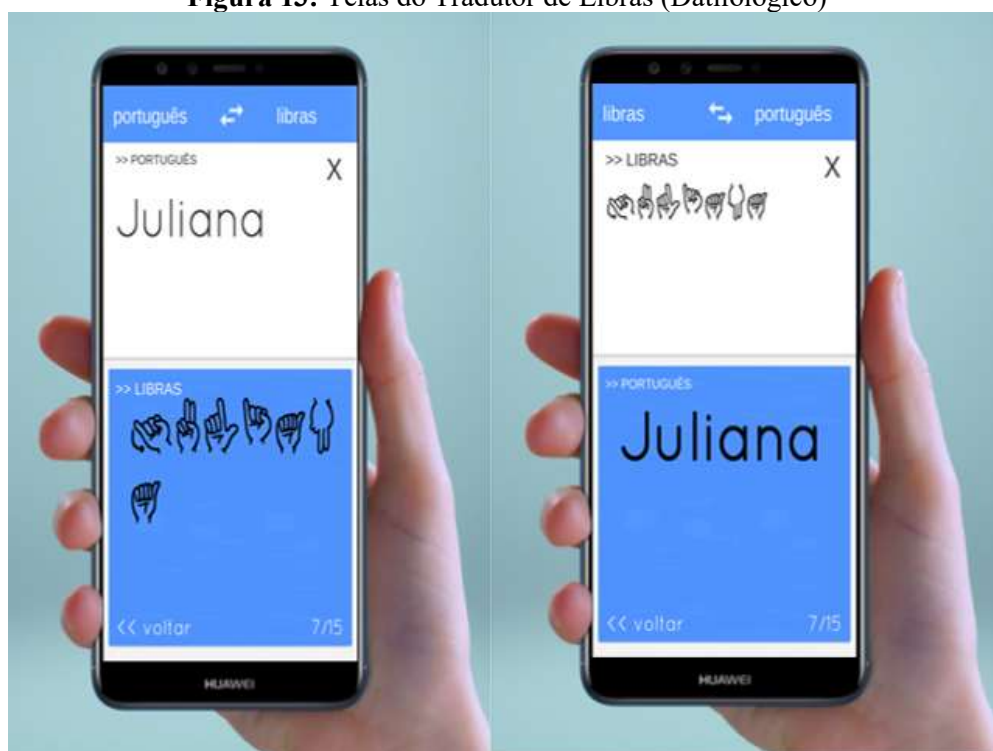 Figura 15: Telas do Tradutor de Libras (Datilológico)
português libras
>> PORTUGUÊS X
Juliana
>> LIBRAS
<< voltar 7/15
HUAWEI
libras português
>> LIBRAS X
>> PORTUGUÊS
Juliana
<< voltar 7/15
HUAWEI